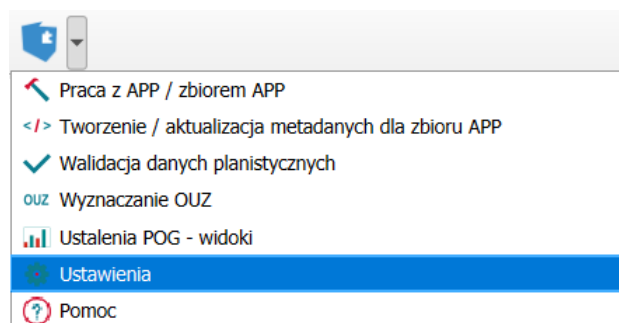 Praca z APP / zbiorem APP
</> Tworzenie / aktualizacja metadanych dla zbioru APP
Walidacja danych planistycznych
OUZ Wyznaczanie OUZ
Ustalenia POG - widoki
Ustawienia
? Pomoc